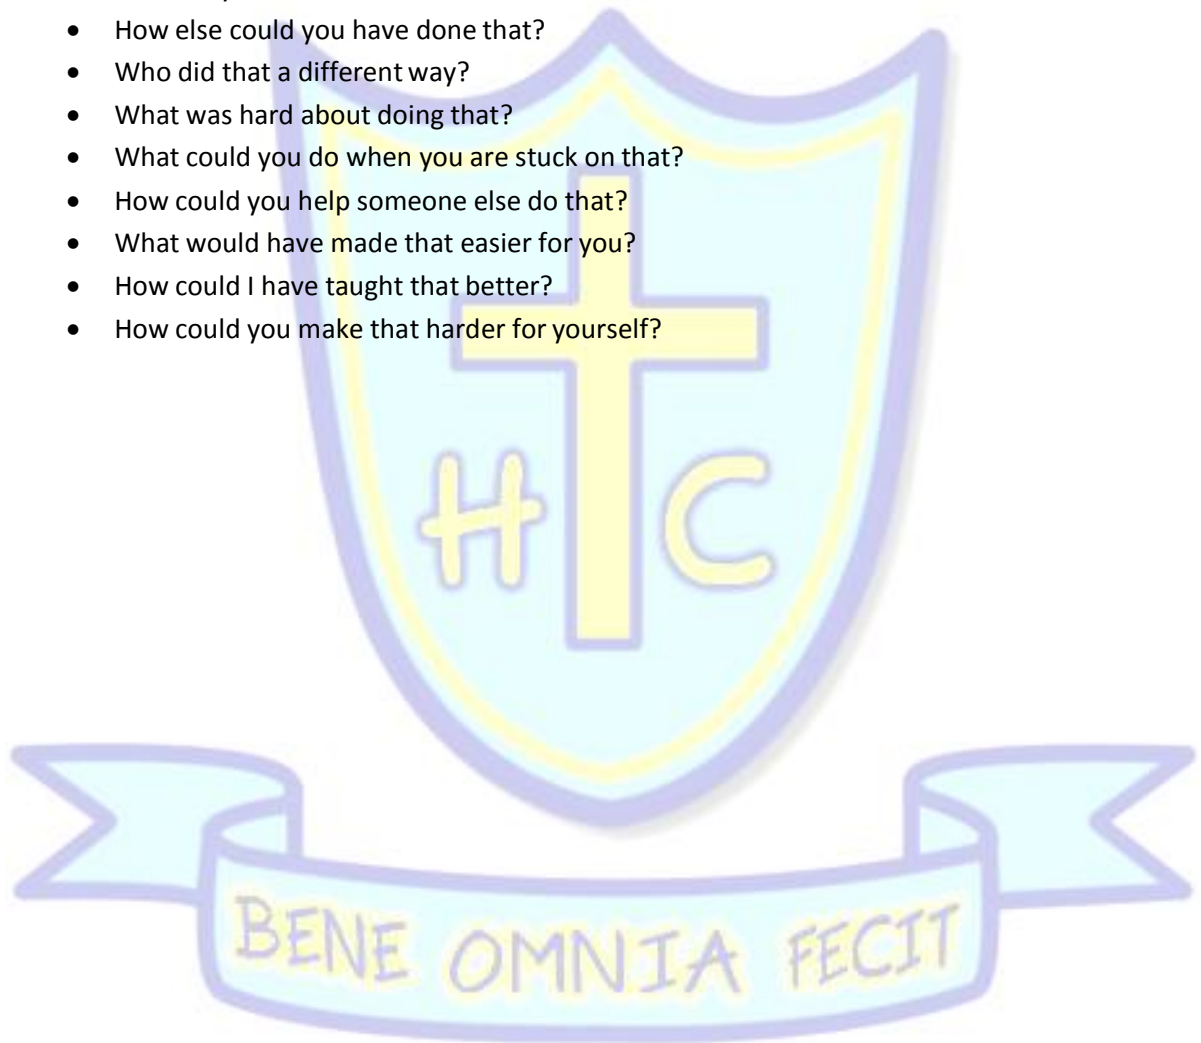 How else could you have done that?
Who did that a different way?
What was hard about doing that?
What could you do when you are stuck on that?
How could you help someone else do that?
What would have made that easier for you?
How could I have taught that better?
How could you make that harder for yourself?
H C
BENE OMNIA FECIT